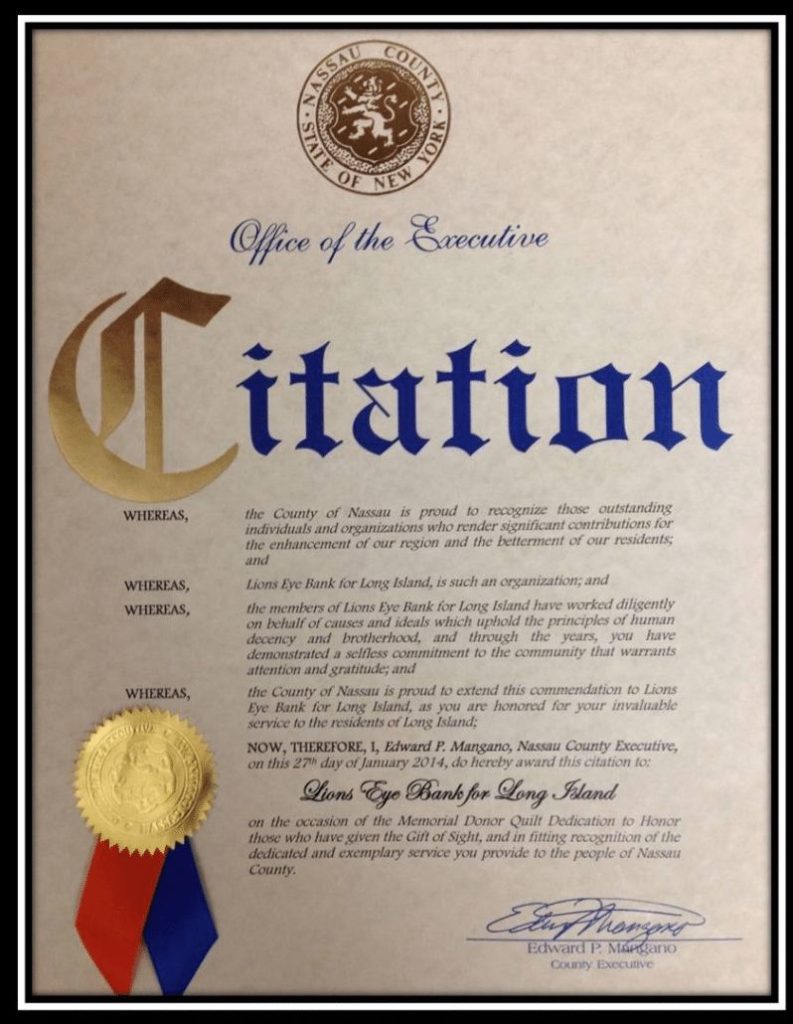 NASSAU COUNTY
STATE OF NEW YORK
Office of the Executive
Citation
WHEREAS, the County of Nassau is proud to recognize those outstanding
individuals and organizations who render significant contributions for
the enhancement of our region and the betterment of our residents;
and
WHEREAS, Lions Eye Bank for Long Island, is such an organization; and
WHEREAS, the members of Lions Eye Bank for Long Island have worked diligently
on behalf of causes and ideals which uphold the principles of human
decency and brotherhood, and through the years, you have
demonstrated a selfless commitment to the community that warrants
attention and gratitude; and
WHEREAS, the County of Nassau is proud to extend this commendation to Lions
Eye Bank for Long Island, as you are honored for your invaluable
service to the residents of Long Island;
NOW, THEREFORE, I, Edward P. Mangano, Nassau County Executive,
on this 27th day of January 2014, do hereby award this citation to:
Lions Eye Bank for Long Island
on the occasion of the Memorial Donor Quilt Dedication to Honor
those who have given the Gift of Sight, and in fitting recognition of the
dedicated and exemplary service you provide to the people of Nassau
County.
Edward P. Mangano
County Executive